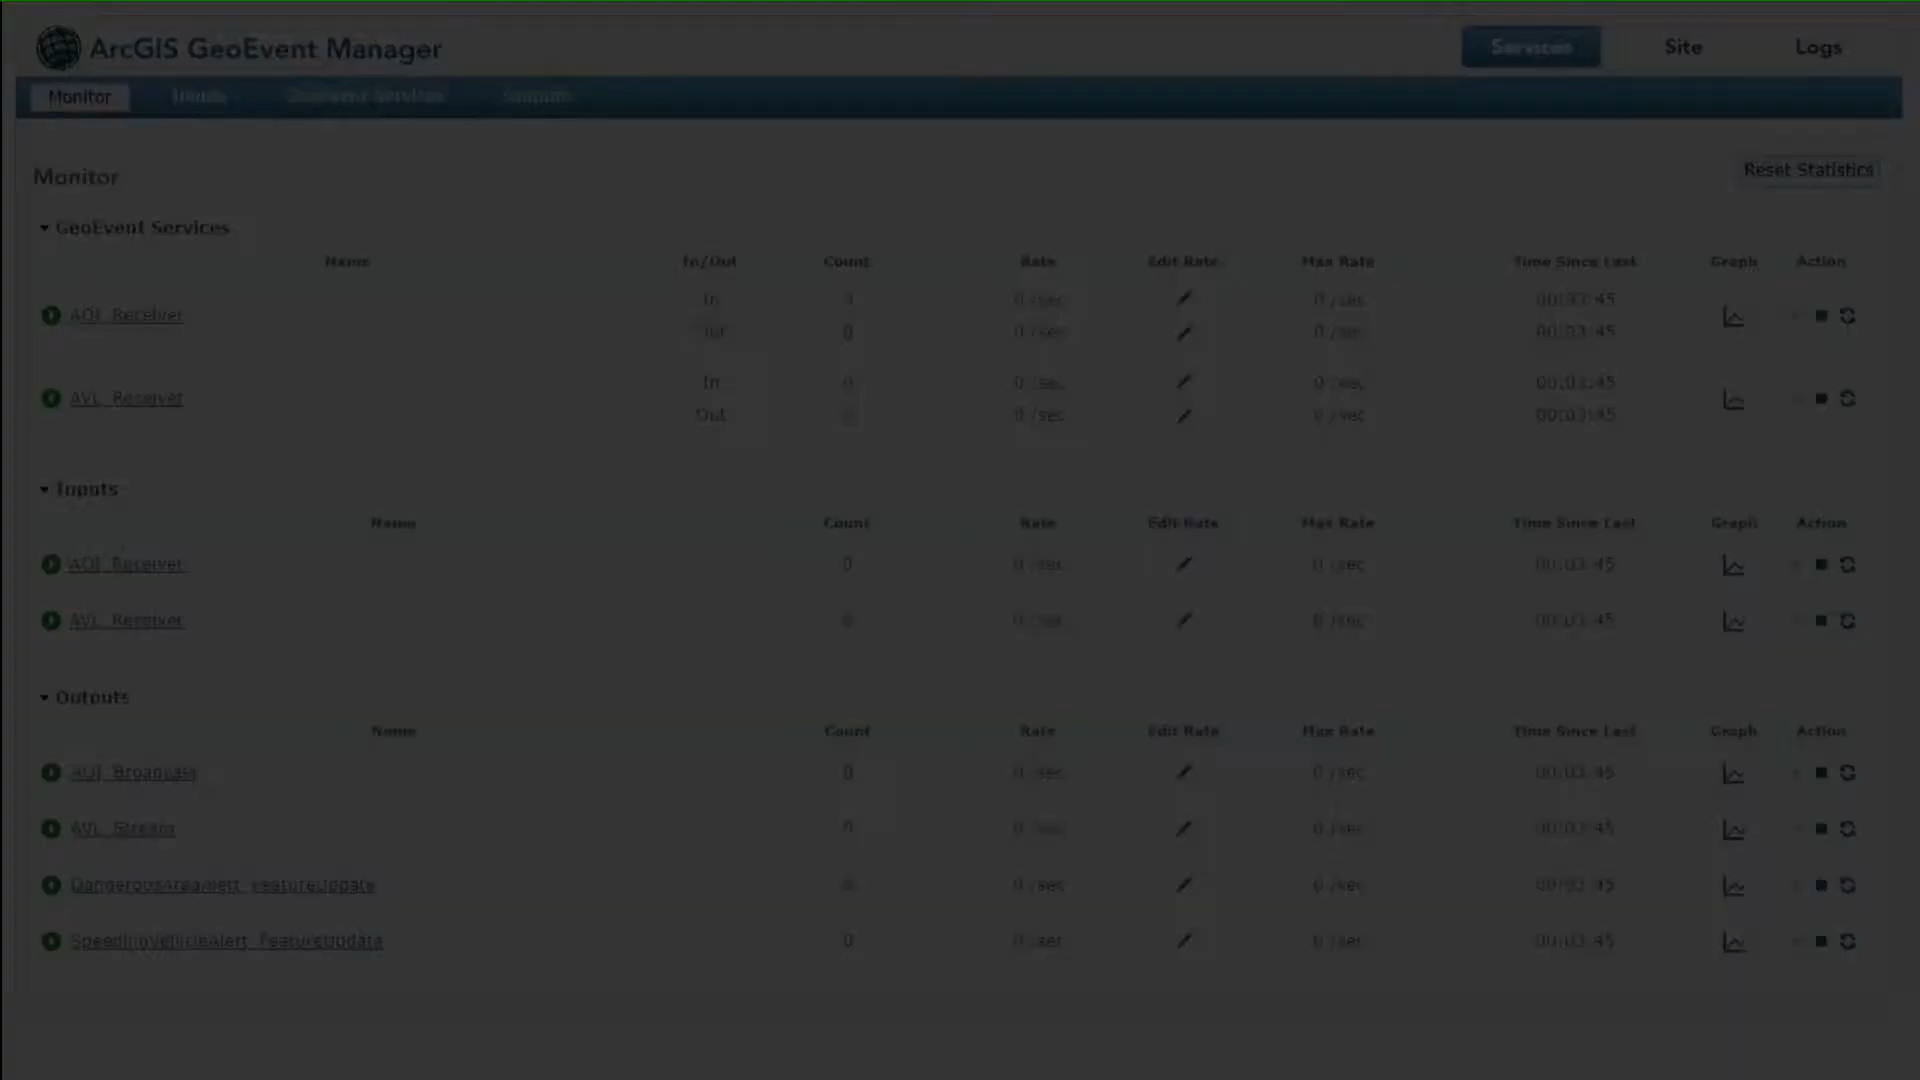 ArcGIS GeoEvent Manager
Services Site Logs
Monitor Inputs GeoEvent Services Outputs
Monitor Reset Statistics
GeoEvent Services
Name In/Out Count Rate Edit Rate Max Rate Time Since Last Graph Action
AOI_Receiver
In 0 /sec 0 /sec 00:03:45
Out 0 0 /sec 0 /sec 00:03:45
AVL_Receiver
In 0 0 /sec 0 /sec 00:03:45
Out 0 0 /sec 0 /sec 00:03:45
Inputs
Name Count Rate Edit Rate Max Rate Time Since Last Graph Action
AOI_Receiver 0 0 /sec 0 /sec 00:03:45
AVL_Receiver 0 0 /sec 0 /sec 00:03:45
Outputs
Name Count Rate Edit Rate Max Rate Time Since Last Graph Action
AOI_Broadcast 0 0 /sec 0 /sec 00:03:45
AVL_Stream 0 0 /sec 0 /sec 00:03:45
DangerousAreaAlert_FeatureUpdate 0 0 /sec 0 /sec 00:03:45
SpeedingVehicleAlert_FeatureUpdate 0 0 /sec 0 /sec 00:03:45